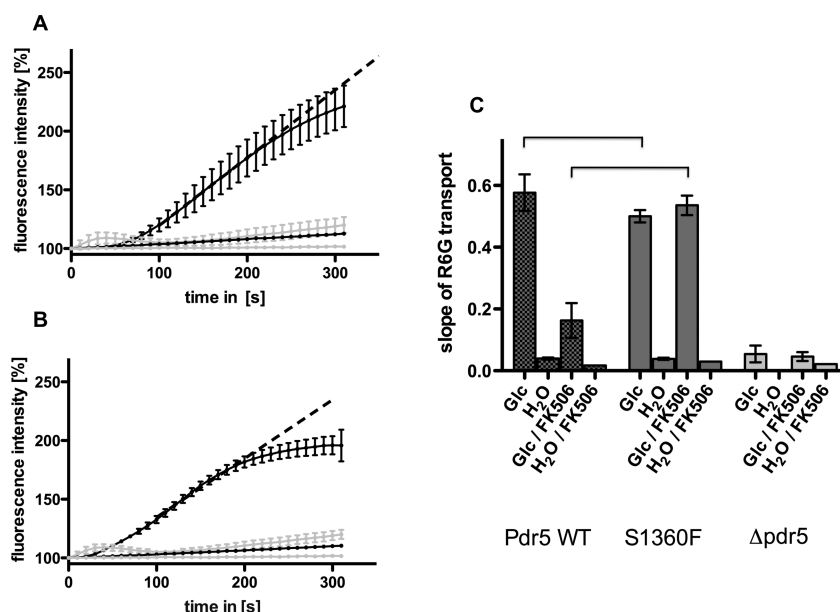 A
fluorescence intensity [%]
250
200
150
100
0
100
200
300
time in [s]
B
fluorescence intensity [%]
250
200
150
100
0
100
200
300
time in [s]
C
slope of R6G transport
0.6
0.4
0.2
0.0
Glc
H2O
Glc / FK506
H2O / FK506
Glc
H2O
Glc / FK506
H2O / FK506
Glc
H2O
Glc / FK506
H2O / FK506
Pdr5 WT
S1360F
Δpdr5